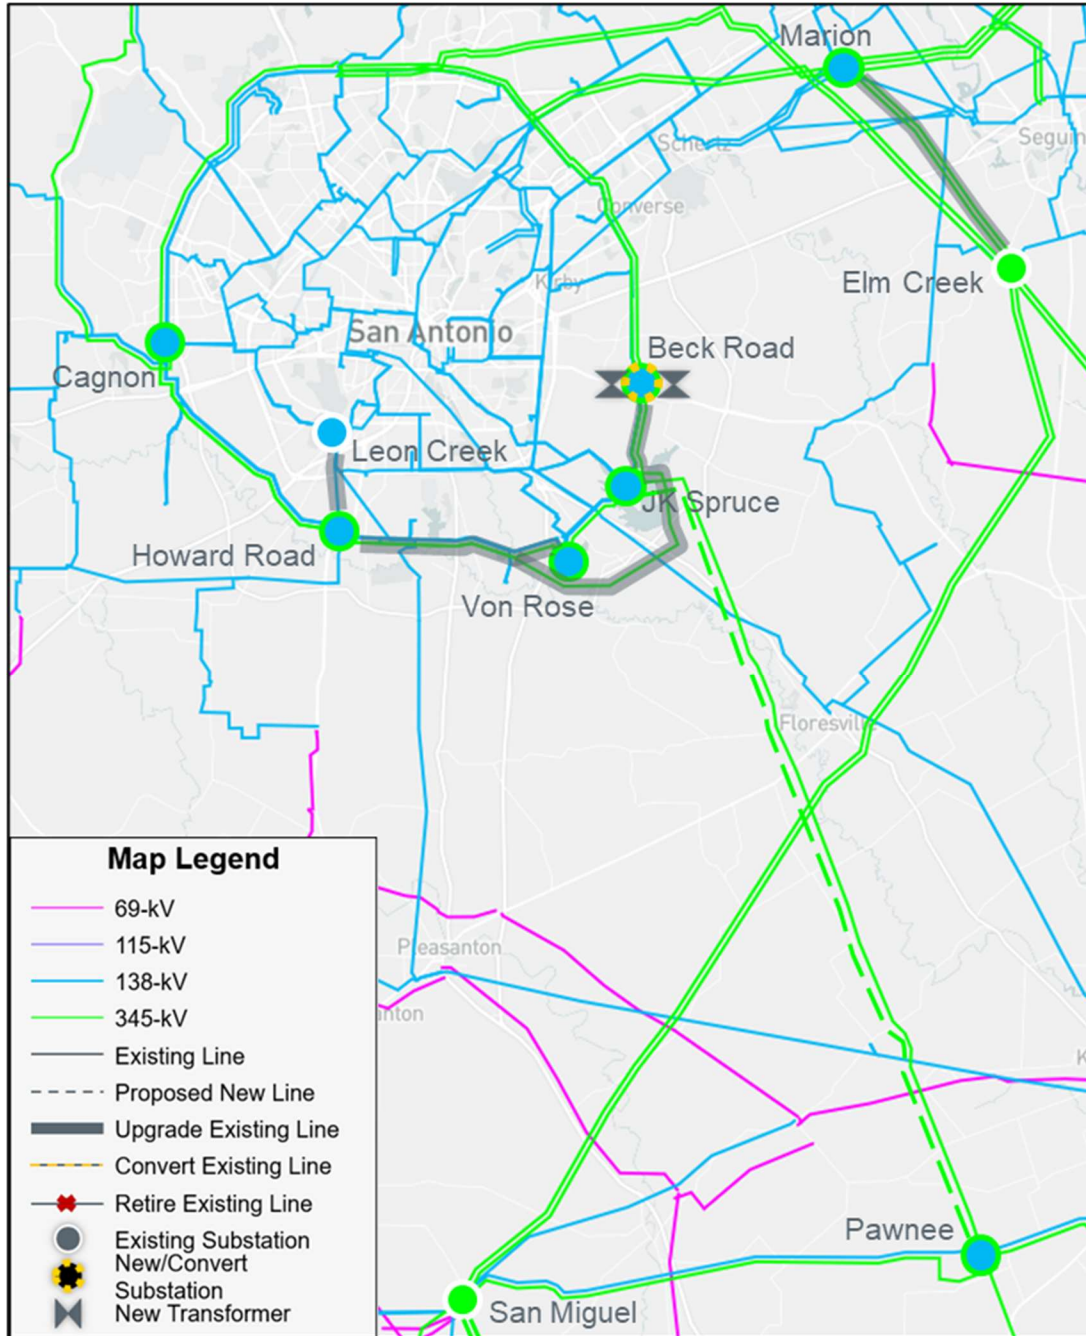 Marion
Schertz
Seguin
Converse
Elm Creek
Kirby
San Antonio
Beck Road
Cagnon
Leon Creek
JK Spruce
Howard Road
Von Rose
Floresville
Map Legend
69-kV
115-kV
138-kV
345-kV
Existing Line
Proposed New Line
Upgrade Existing Line
Convert Existing Line
Retire Existing Line
Existing Substation
New/Convert
Substation
New Transformer
Pleasanton
anton
K
Pawnee
San Miguel